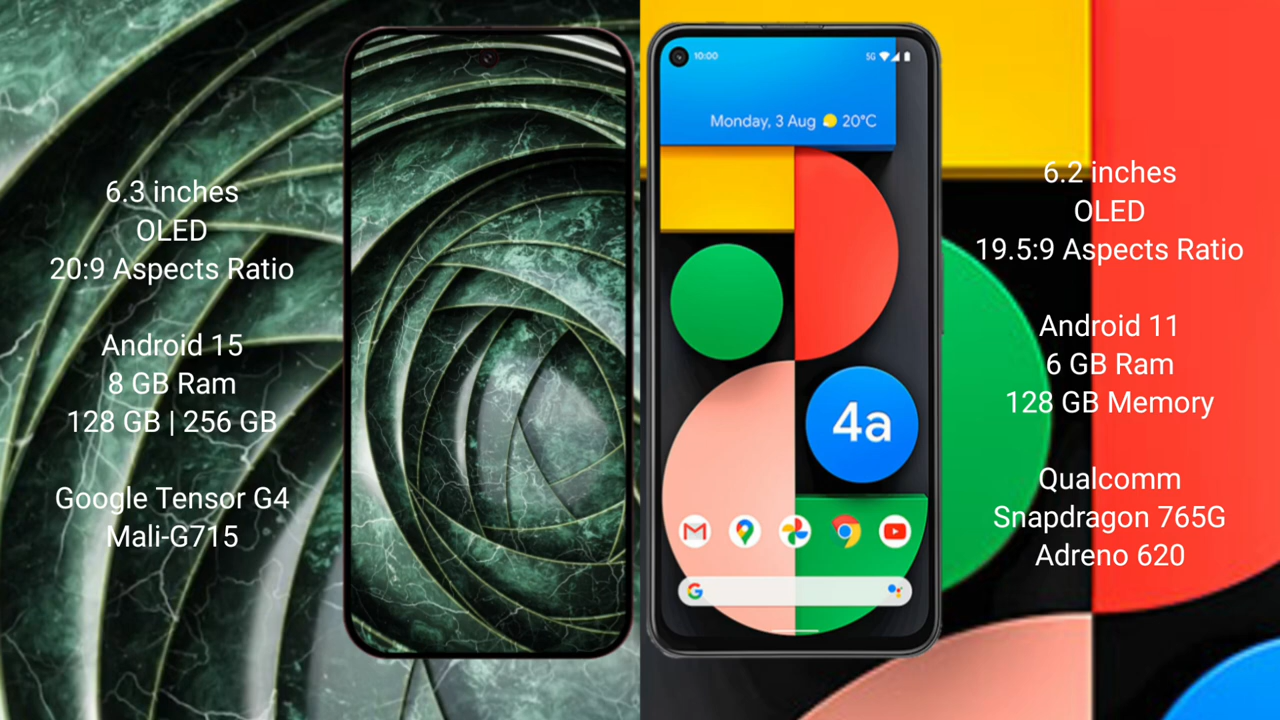 6.3 inches
OLED
20:9 Aspects Ratio
Android 15
8 GB Ram
128 GB | 256 GB
Google Tensor G4
Mali-G715
10:00
5G
Monday, 3 Aug 20°C
4a
6.2 inches
OLED
19.5:9 Aspects Ratio
Android 11
6 GB Ram
128 GB Memory
Qualcomm
Snapdragon 765G
Adreno 620